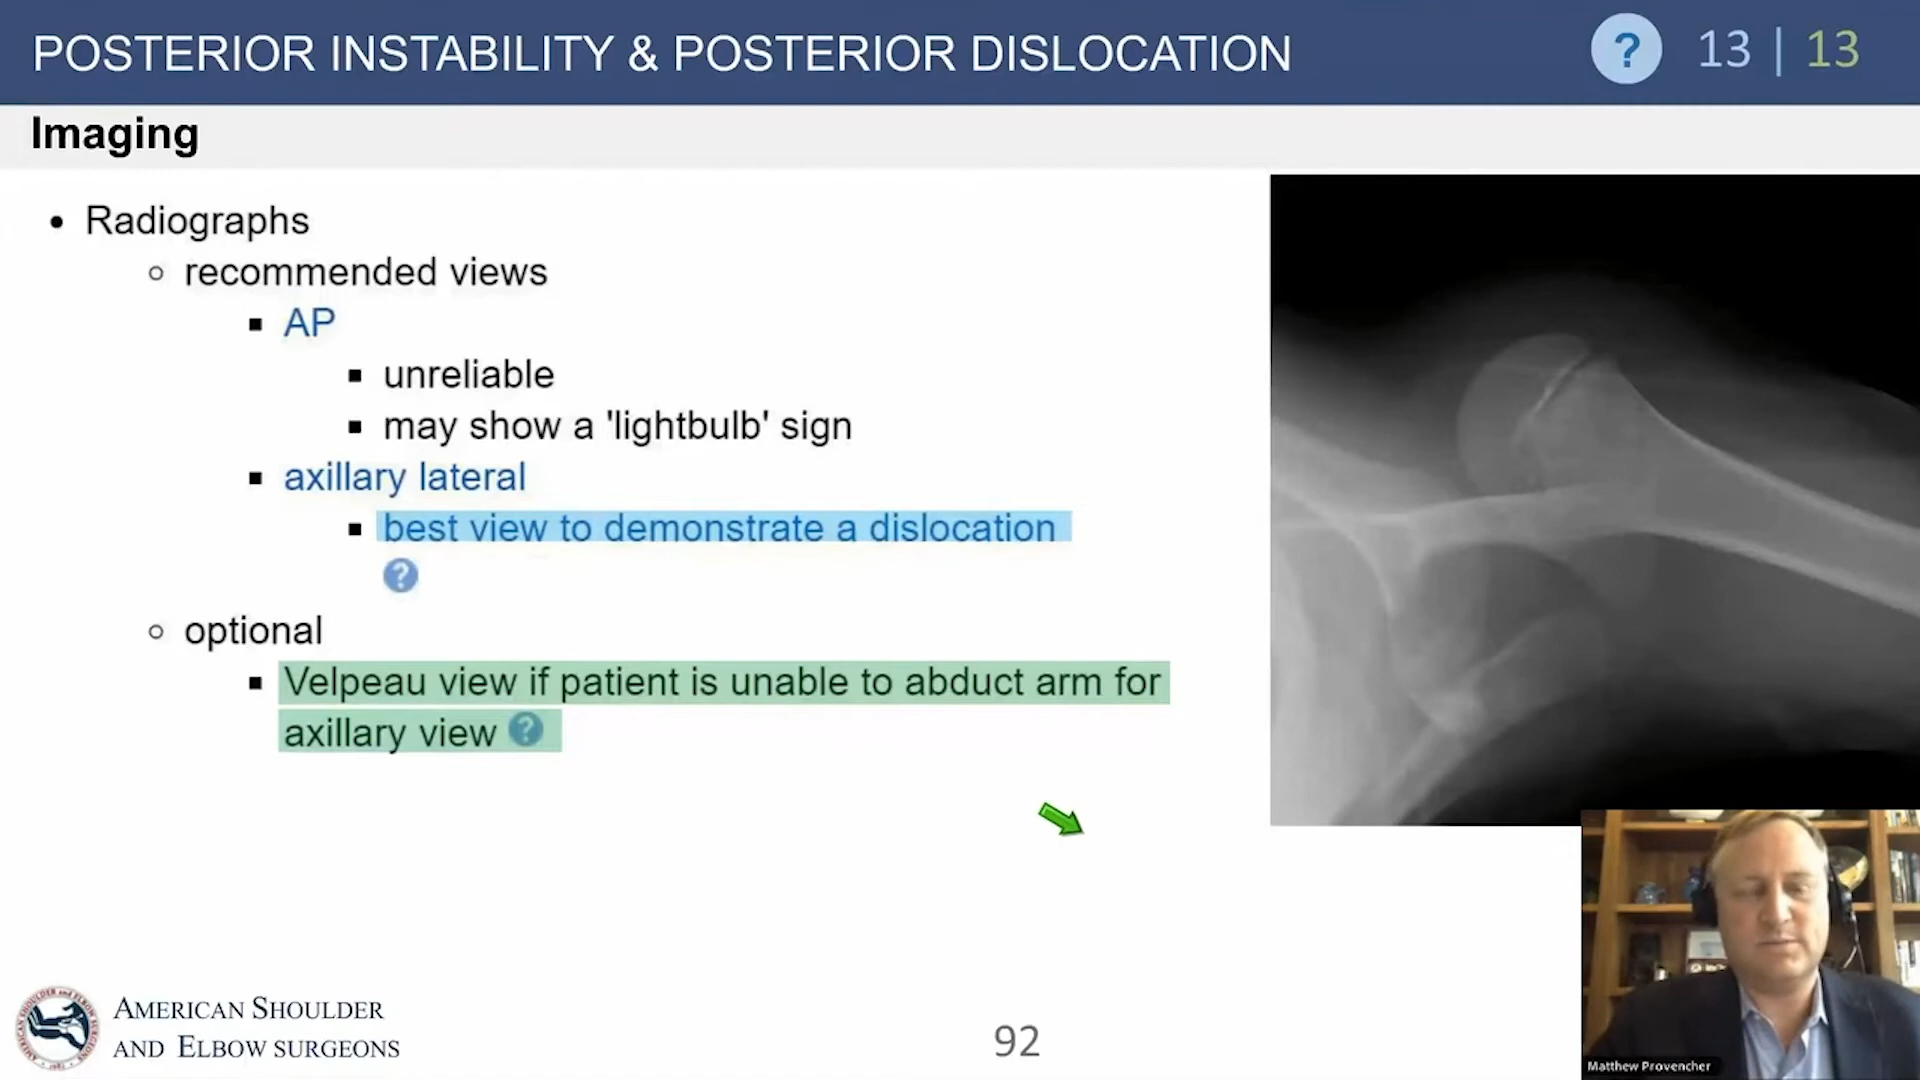 POSTERIOR INSTABILITY & POSTERIOR DISLOCATION
? 13 | 13
Imaging
• Radiographs
○ recommended views
▪ AP
▪ unreliable
▪ may show a 'lightbulb' sign
▪ axillary lateral
▪ best view to demonstrate a dislocation
?
○ optional
▪ Velpeau view if patient is unable to abduct arm for
axillary view ?
AMERICAN SHOULDER
AND ELBOW SURGEONS
92
Matthew Provencher